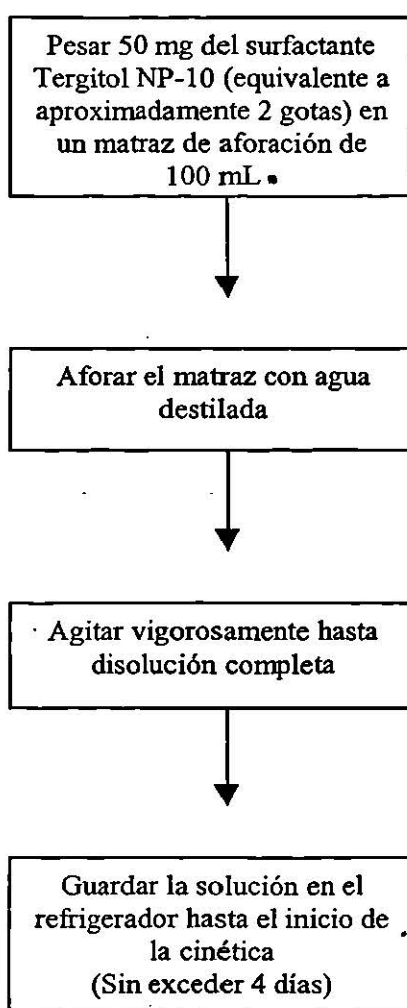 Pesar 50 mg del surfactante
Tergitol NP-10 (equivalente a
aproximadamente 2 gotas) en
un matraz de aforación de
100 mL
Aforar el matraz con agua
destilada
Agitar vigorosamente hasta
disolución completa
Guardar la solución en el
refrigerador hasta el inicio de
la cinética
(Sin exceder 4 días)